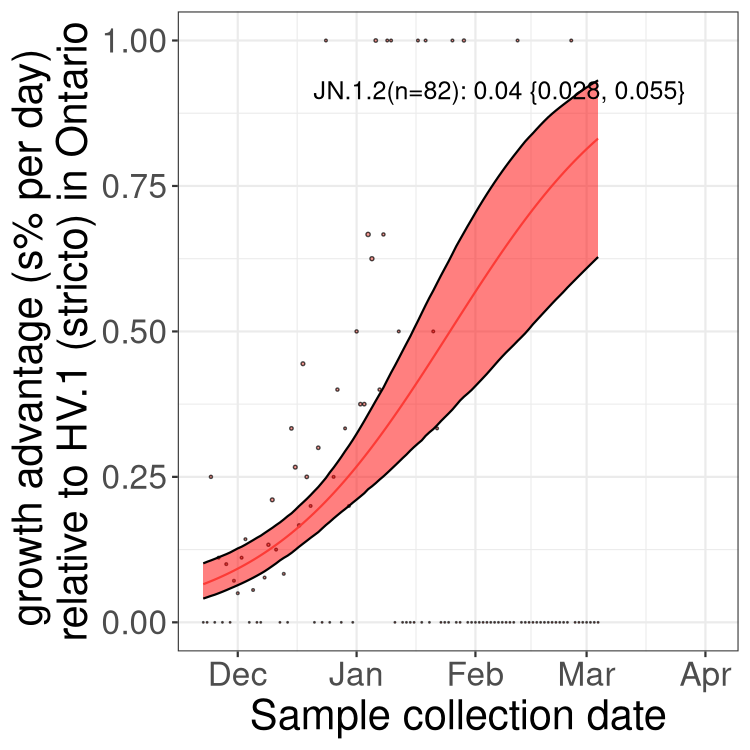 growth advantage (s% per day)
relative to HV.1 (stricto) in Ontario
1.00
0.75
0.50
0.25
0.00
JN.1.2(n=82): 0.04 {0.028, 0.055}
Dec Jan Feb Mar Apr
Sample collection date